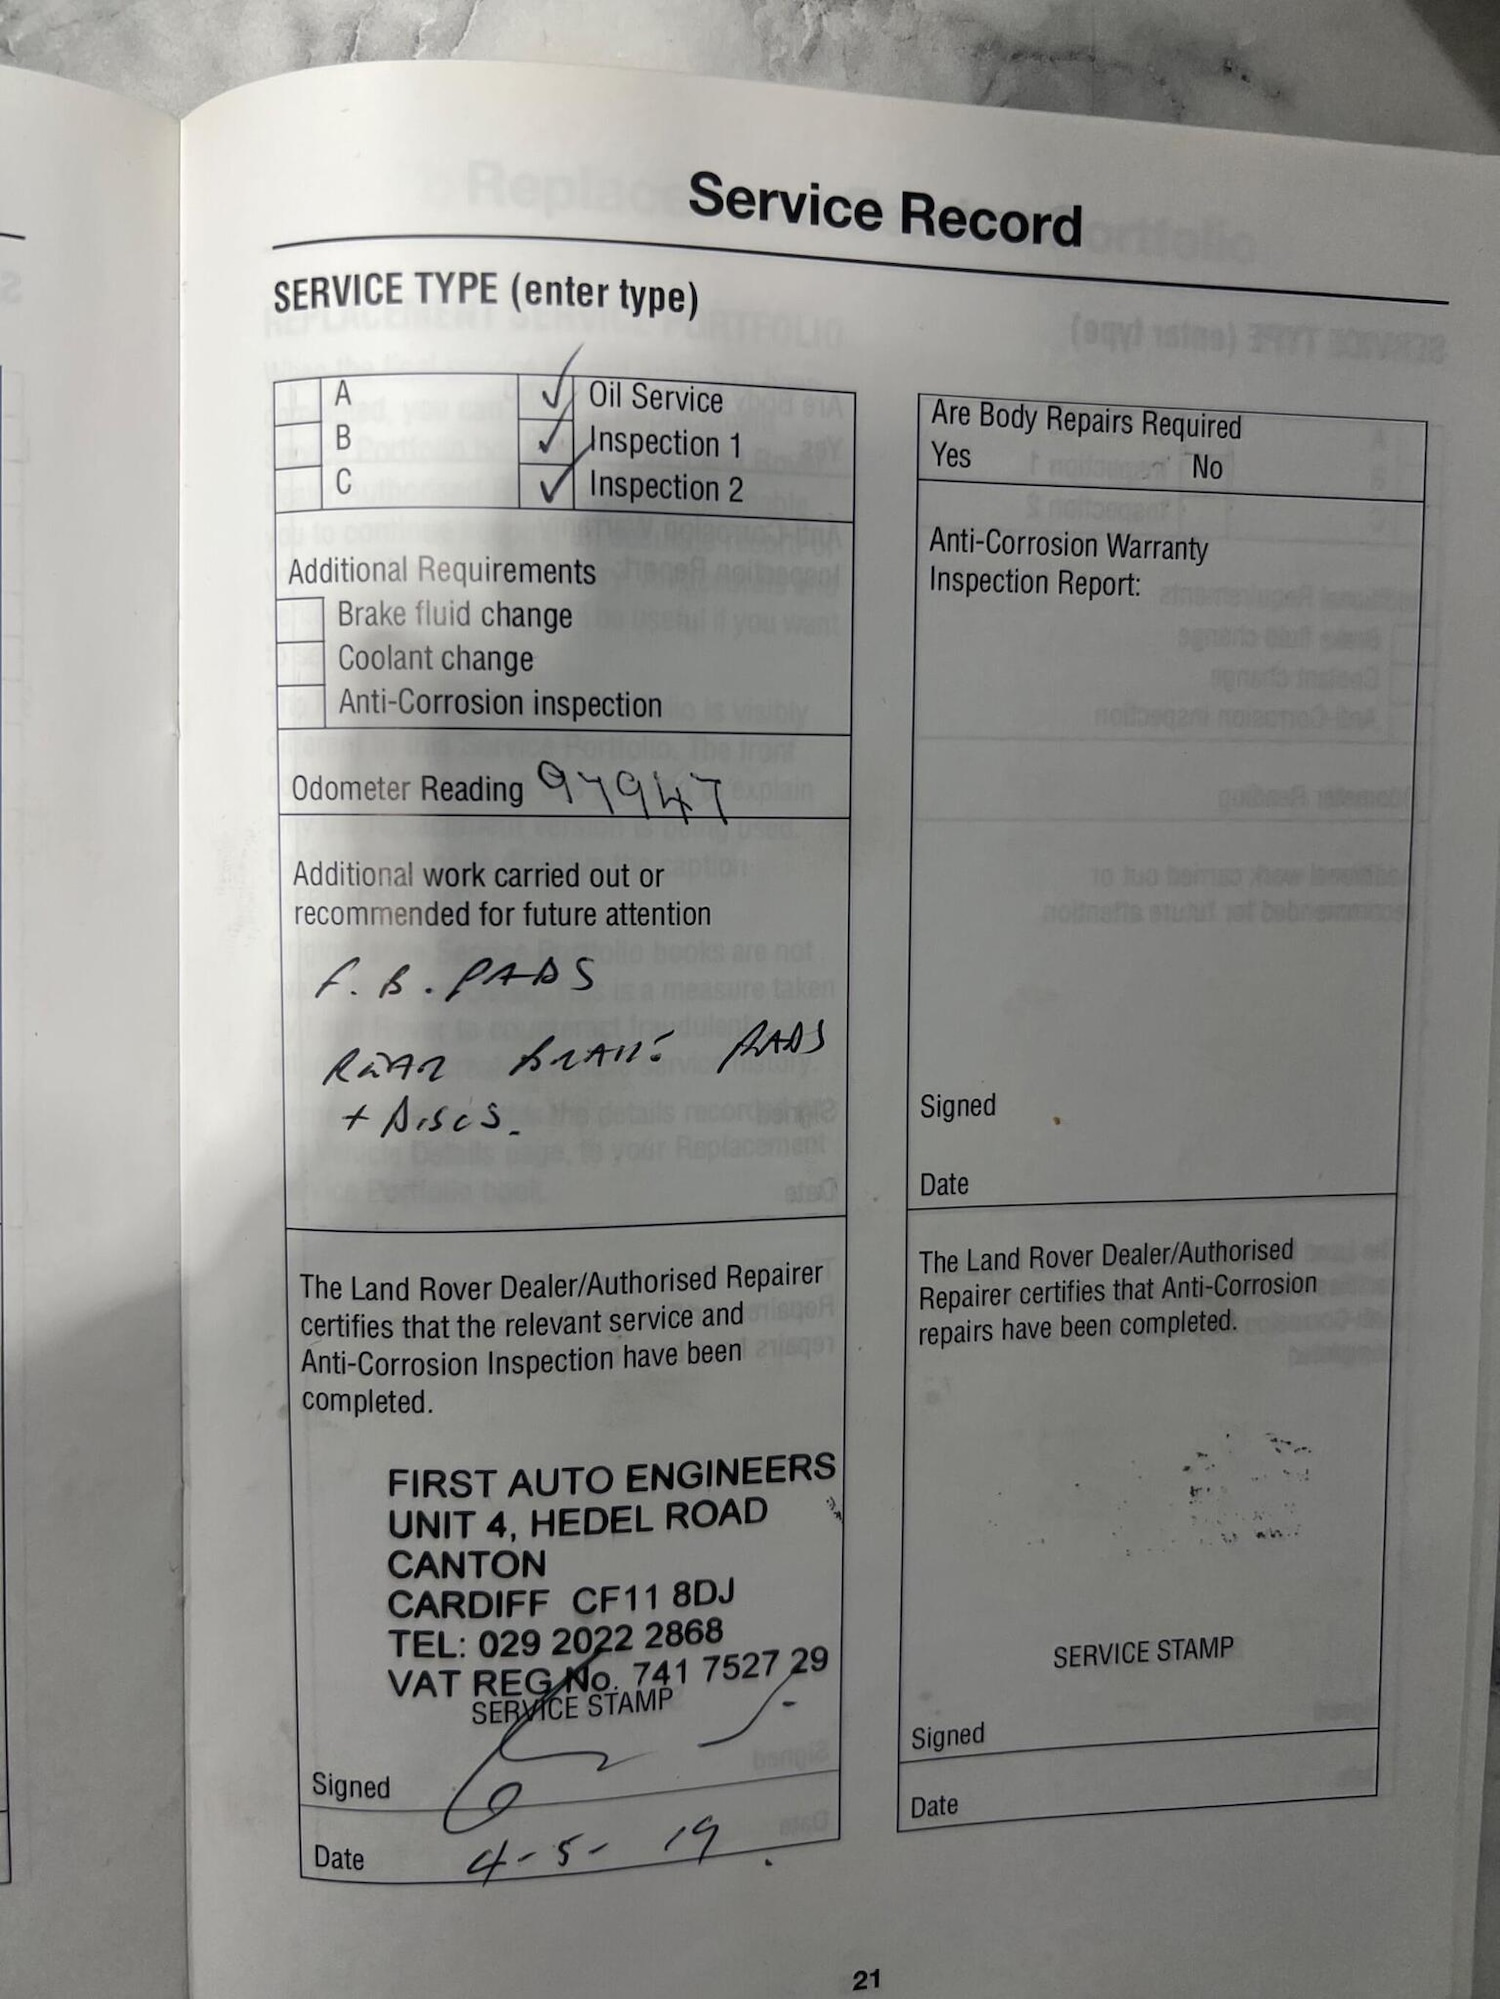 Service Record
SERVICE TYPE (enter type)
A
B
C
✓ Oil Service
✓ Inspection 1
✓ Inspection 2
Additional Requirements
Brake fluid change
Coolant change
Anti-Corrosion inspection
Odometer Reading 97947
Additional work carried out or
recommended for future attention
F. B. PADS
REAR BRAKE PADS
+ DISCS.
The Land Rover Dealer/Authorised Repairer
certifies that the relevant service and
Anti-Corrosion Inspection have been
completed.
FIRST AUTO ENGINEERS
UNIT 4, HEDEL ROAD
CANTON
CARDIFF CF11 8DJ
TEL: 029 2022 2868
VAT REG No. 741 7527 29
SERVICE STAMP
Signed
Date 4-5-19
Are Body Repairs Required
Yes No
Anti-Corrosion Warranty
Inspection Report:
Signed
Date
The Land Rover Dealer/Authorised
Repairer certifies that Anti-Corrosion
repairs have been completed.
SERVICE STAMP
Signed
Date
21